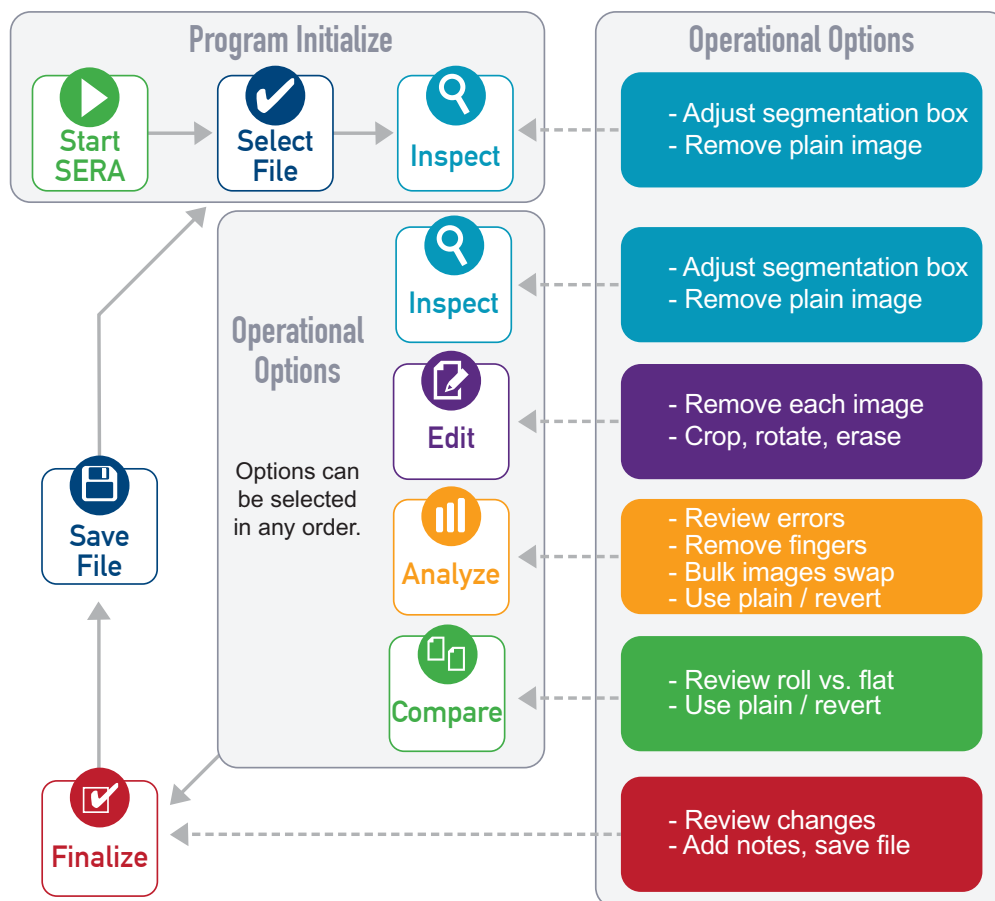 Program Initialize
Start
SERA
Select
File
Inspect
Operational Options
- Adjust segmentation box
- Remove plain image
Operational
Options
Options can
be selected
in any order.
Inspect
- Adjust segmentation box
- Remove plain image
Edit
- Remove each image
- Crop, rotate, erase
Analyze
- Review errors
- Remove fingers
- Bulk images swap
- Use plain / revert
Compare
- Review roll vs. flat
- Use plain / revert
Save
File
Finalize
- Review changes
- Add notes, save file